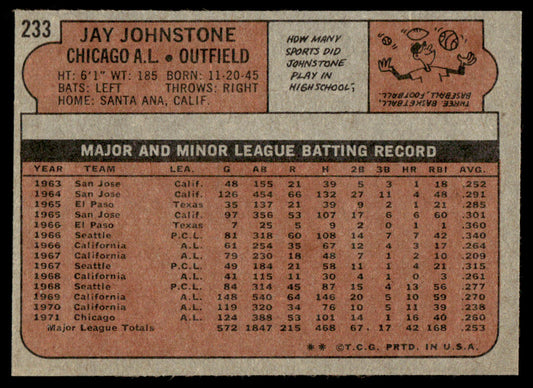 233
JAY JOHNSTONE
CHICAGO A.L. • OUTFIELD
HT: 6'1" WT: 185 BORN: 11-20-45
BATS: LEFT THROWS: RIGHT
HOME: SANTA ANA, CALIF.
HOW MANY
SPORTS DID
JOHNSTONE
PLAY IN
HIGH SCHOOL?
THREE. BASKETBALL,
BASEBALL, FOOTBALL.
MAJOR AND MINOR LEAGUE BATTING RECORD
YEAR TEAM LEA. G AB R H 2B 3B HR RBI AVG.
1963 San Jose Calif. 48 155 21 39 5 3 1 18 .252
1964 San Jose Calif. 126 454 66 132 27 11 4 48 .291
1965 El Paso Texas 35 137 21 39 4 1 2 21 .285
1965 San Jose Calif. 97 356 53 107 17 6 6 60 .301
1966 El Paso Texas 7 25 5 9 2 0 1 2
1966 Seattle P.C.L. 81 318 60 108 14 7 7 42 .340
1966 California A.L. 61 254 35 67 12 4 3 17 .264
1967 California A.L. 79 230 18 48 7 1 2 10 .209
1967 Seattle P.C.L. 49 184 21 58 11 5 2 30
1968 California A.L. 41 115 11 30 4 1 0 3 .261
1968 Seattle P.C.L. 84 315 45 87 15 4 13 56 .277
1969 California A.L. 148 540 64 146 20 5 10 59 .270
1970 California A.L. 119 320 34 76 10 5 11 39 .238
1971 Chicago A.L. 124 388 53 101 14 1 16 40 .260
Major League Totals 572 1847 215 468 67 17 42 168 .253
** © T.C.G. PRTD. IN U.S.A.